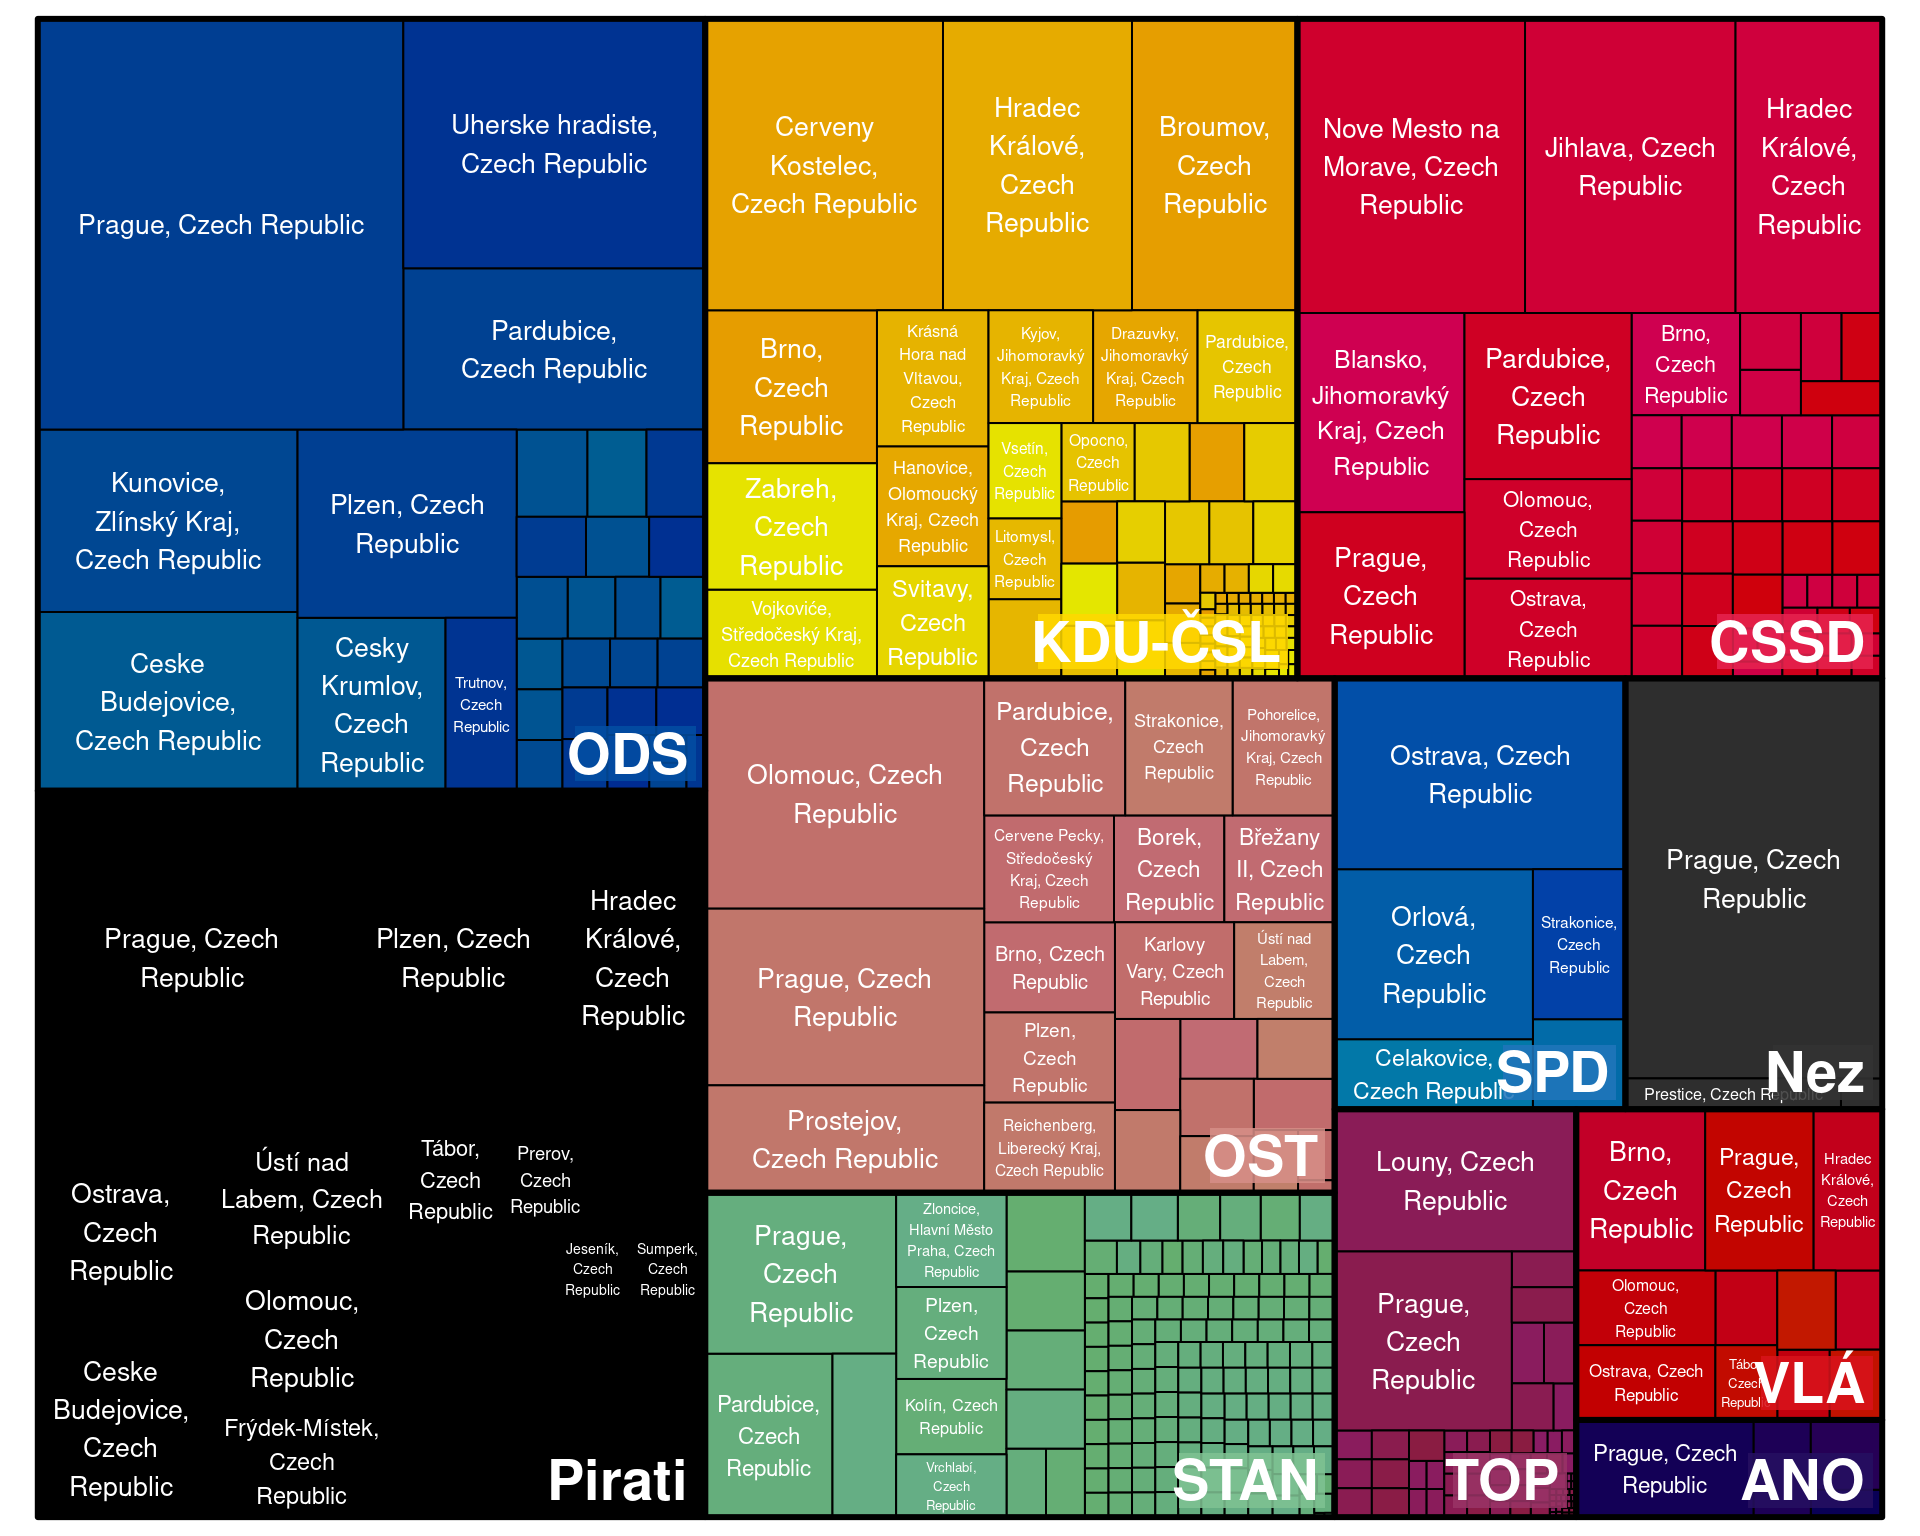 Prague, Czech Republic
Uherske hradiste,
Czech Republic
Pardubice,
Czech Republic
Kunovice,
Zlínský Kraj,
Czech Republic
Plzen, Czech
Republic
Ceske
Budejovice,
Czech Republic
Cesky
Krumlov,
Czech
Republic
Trutnov,
Czech
Republic
ODS
Cerveny
Kostelec,
Czech Republic
Hradec
Králové,
Czech
Republic
Broumov,
Czech
Republic
Brno,
Czech
Republic
Krásná
Hora nad
Vltavou,
Czech
Republic
Kyjov,
Jihomoravký
Kraj, Czech
Republic
Drazuvky,
Jihomoravký
Kraj, Czech
Republic
Pardubice,
Czech
Republic
Zabreh,
Czech
Republic
Hanovice,
Olomoucký
Kraj, Czech
Republic
Vsetín,
Czech
Republic
Opocno,
Czech
Republic
Litomysl,
Czech
Republic
Vojkoviće,
Středočeský Kraj,
Czech Republic
Svitavy,
Czech
Republic
KDU-ČSL
Nove Mesto na
Morave, Czech
Republic
Jihlava, Czech
Republic
Hradec
Králové,
Czech
Republic
Blansko,
Jihomoravký
Kraj, Czech
Republic
Pardubice,
Czech
Republic
Brno,
Czech
Republic
Prague,
Czech
Republic
Olomouc,
Czech
Republic
Ostrava,
Czech
Republic
CSSD
Prague, Czech
Republic
Plzen, Czech
Republic
Hradec
Králové,
Czech
Republic
Ostrava,
Czech
Republic
Ústí nad
Labem, Czech
Republic
Tábor,
Czech
Republic
Prerov,
Czech
Republic
Jeseník,
Czech
Republic
Sumperk,
Czech
Republic
Olomouc,
Czech
Republic
Ceske
Budejovice,
Czech
Republic
Frýdek-Místek,
Czech
Republic
Pirati
Olomouc, Czech
Republic
Pardubice,
Czech
Republic
Strakonice,
Czech
Republic
Pohorelice,
Jihomoravký
Kraj, Czech
Republic
Cervene Pecky,
Středočeský
Kraj, Czech
Republic
Borek,
Czech
Republic
Břežany
II, Czech
Republic
Prague, Czech
Republic
Brno, Czech
Republic
Karlovy
Vary, Czech
Republic
Ústí nad
Labem,
Czech
Republic
Plzen,
Czech
Republic
Prostejov,
Czech Republic
Reichenberg,
Liberecký Kraj,
Czech Republic
OST
Ostrava, Czech
Republic
Orlová,
Czech
Republic
Strakonice,
Czech
Republic
Celakovice,
Czech Republic
SPD
Prague, Czech
Republic
Prestice, Czech Republic
Nez
Prague,
Czech
Republic
Zloncice,
Hlavní Město
Praha, Czech
Republic
Plzen,
Czech
Republic
Pardubice,
Czech
Republic
Kolín, Czech
Republic
Vrchlabí,
Czech
Republic
STAN
Louny, Czech
Republic
Prague,
Czech
Republic
TOP
Brno,
Czech
Republic
Prague,
Czech
Republic
Hradec
Králové,
Czech
Republic
Olomouc,
Czech
Republic
Ostrava, Czech
Republic
Tábor,
Czech
Republic
VLÁ
Prague, Czech
Republic
ANO